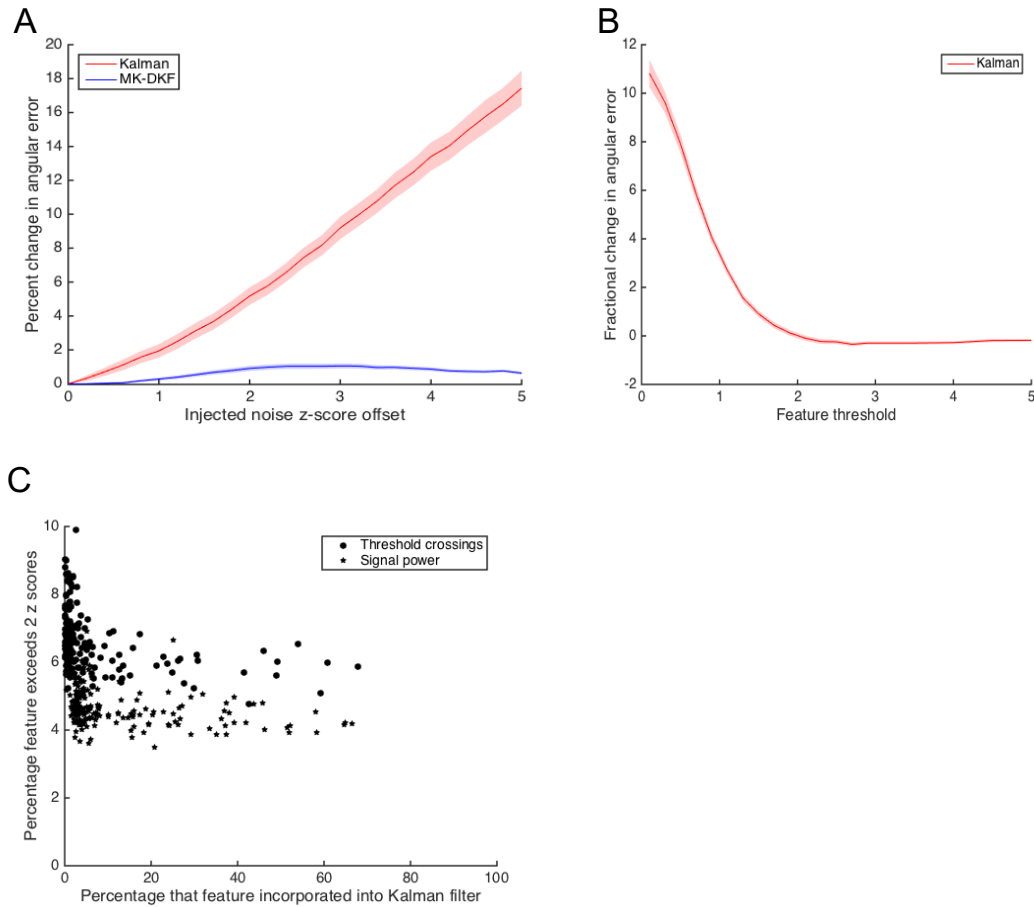 A
Percent change in angular error
20
18
16
14
12
10
8
6
4
2
0
Kalman
MK-DKF
0 1 2 3 4 5
Injected noise z-score offset
B
Fractional change in angular error
12
10
8
6
4
2
0
-2
Kalman
0 1 2 3 4 5
Feature threshold
C
Percentage feature exceeds 2 z scores
10
8
6
4
2
0
Threshold crossings
Signal power
0 20 40 60 80 100
Percentage that feature incorporated into Kalman filter